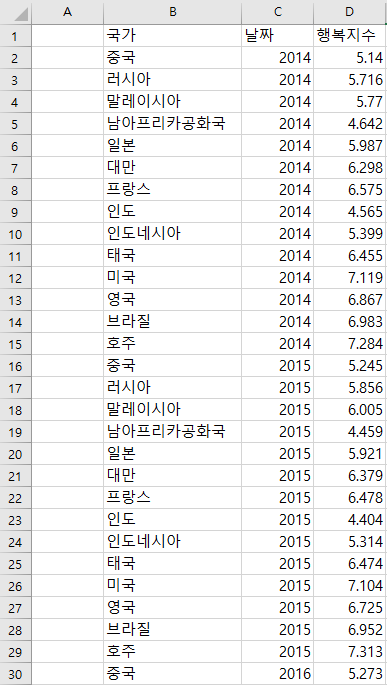 A B C D
1 국가 날짜 행복지수
2 중국 2014 5.14
3 러시아 2014 5.716
4 말레이시아 2014 5.77
5 남아프리카공화국 2014 4.642
6 일본 2014 5.987
7 대만 2014 6.298
8 프랑스 2014 6.575
9 인도 2014 4.565
10 인도네시아 2014 5.399
11 태국 2014 6.455
12 미국 2014 7.119
13 영국 2014 6.867
14 브라질 2014 6.983
15 호주 2014 7.284
16 중국 2015 5.245
17 러시아 2015 5.856
18 말레이시아 2015 6.005
19 남아프리카공화국 2015 4.459
20 일본 2015 5.921
21 대만 2015 6.379
22 프랑스 2015 6.478
23 인도 2015 4.404
24 인도네시아 2015 5.314
25 태국 2015 6.474
26 미국 2015 7.104
27 영국 2015 6.725
28 브라질 2015 6.952
29 호주 2015 7.313
30 중국 2016 5.273